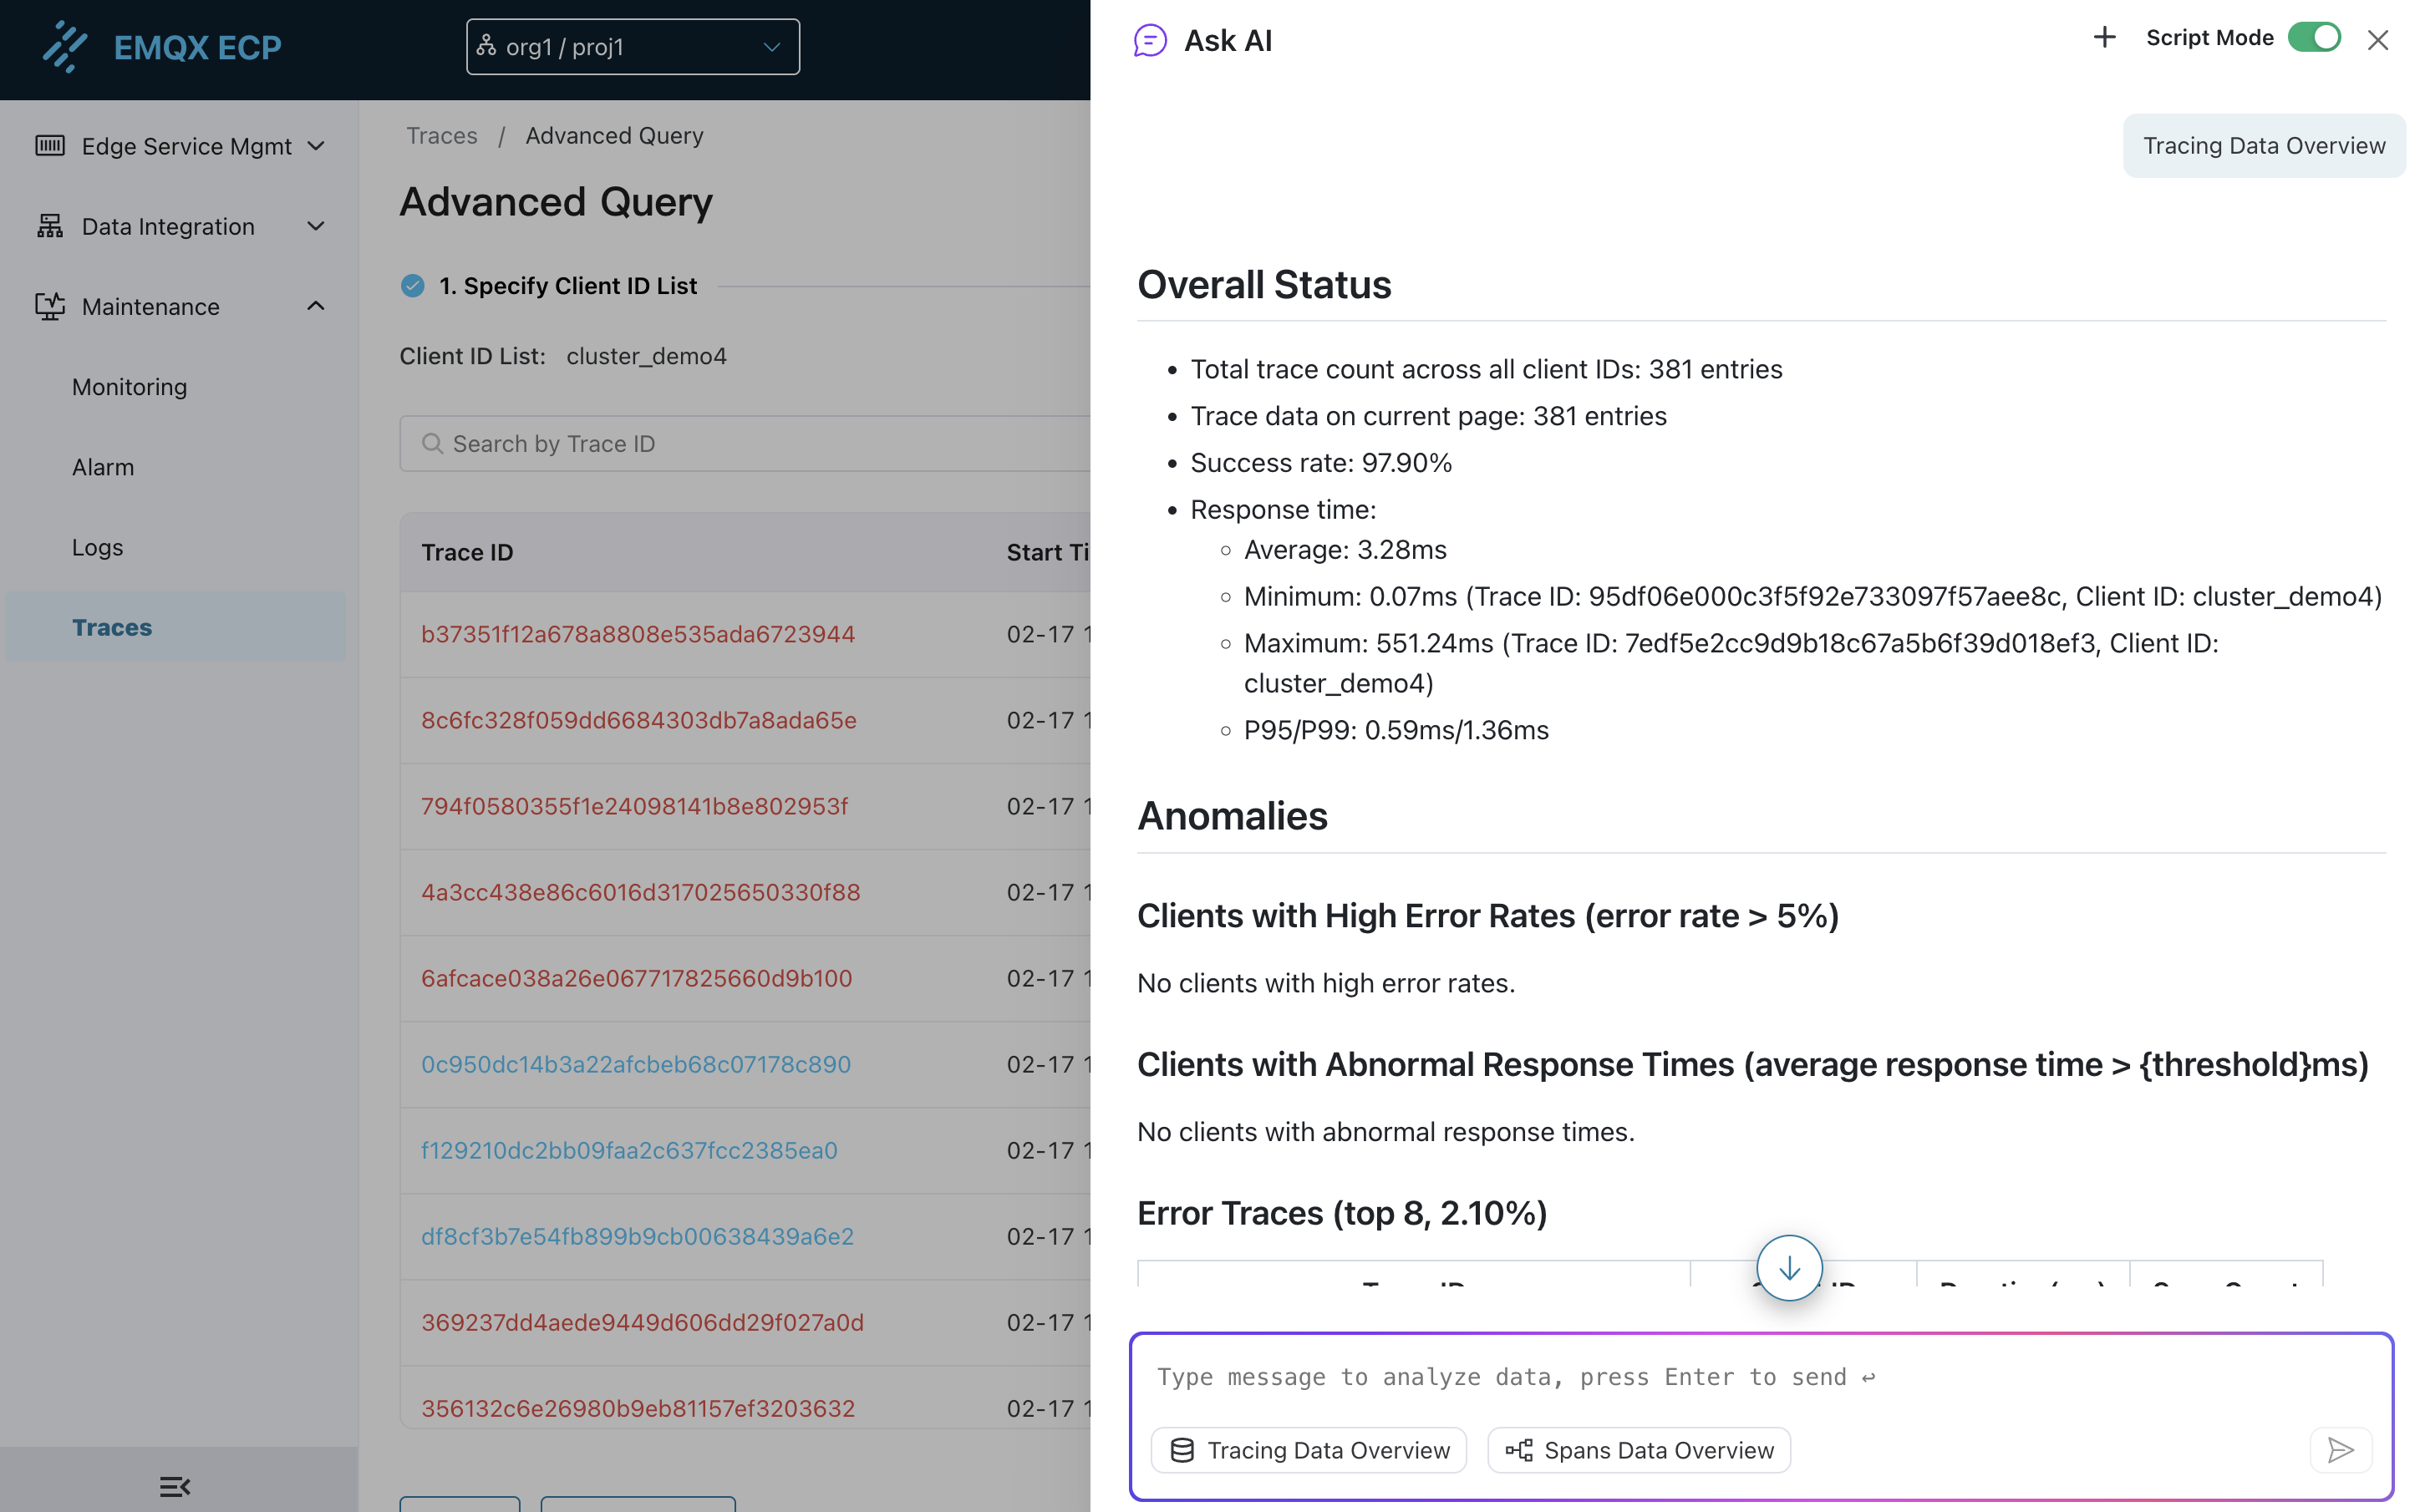 EMQX ECP
org1 / proj1
Edge Service Mgmt
Data Integration
Maintenance
Monitoring
Alarm
Logs
Traces
Traces / Advanced Query
Advanced Query
1. Specify Client ID List
Client ID List: cluster_demo4
Search by Trace ID
Trace ID Start Ti
b37351f12a678a8808e535ada6723944 02-17 1
8c6fc328f059dd6684303db7a8ada65e 02-17 1
794f0580355f1e24098141b8e802953f 02-17 1
4a3cc438e86c6016d317025650330f88 02-17 1
6afcace038a26e067717825660d9b100 02-17 1
0c950dc14b3a22afcbeb68c07178c890 02-17 1
f129210dc2bb09faa2c637fcc2385ea0 02-17 1
df8cf3b7e54fb899b9cb00638439a6e2 02-17 1
369237dd4aede9449d606dd29f027a0d 02-17 1
356132c6e26980b9eb81157ef3203632 02-17 1
Ask AI
Script Mode
Tracing Data Overview
Overall Status
• Total trace count across all client IDs: 381 entries
• Trace data on current page: 381 entries
• Success rate: 97.90%
• Response time:
◦ Average: 3.28ms
◦ Minimum: 0.07ms (Trace ID: 95df06e000c3f5f92e733097f57aee8c, Client ID: cluster_demo4)
◦ Maximum: 551.24ms (Trace ID: 7edf5e2cc9d9b18c67a5b6f39d018ef3, Client ID:
cluster_demo4)
◦ P95/P99: 0.59ms/1.36ms
Anomalies
Clients with High Error Rates (error rate > 5%)
No clients with high error rates.
Clients with Abnormal Response Times (average response time > {threshold}ms)
No clients with abnormal response times.
Error Traces (top 8, 2.10%)
Type message to analyze data, press Enter to send ↩
Tracing Data Overview
Spans Data Overview